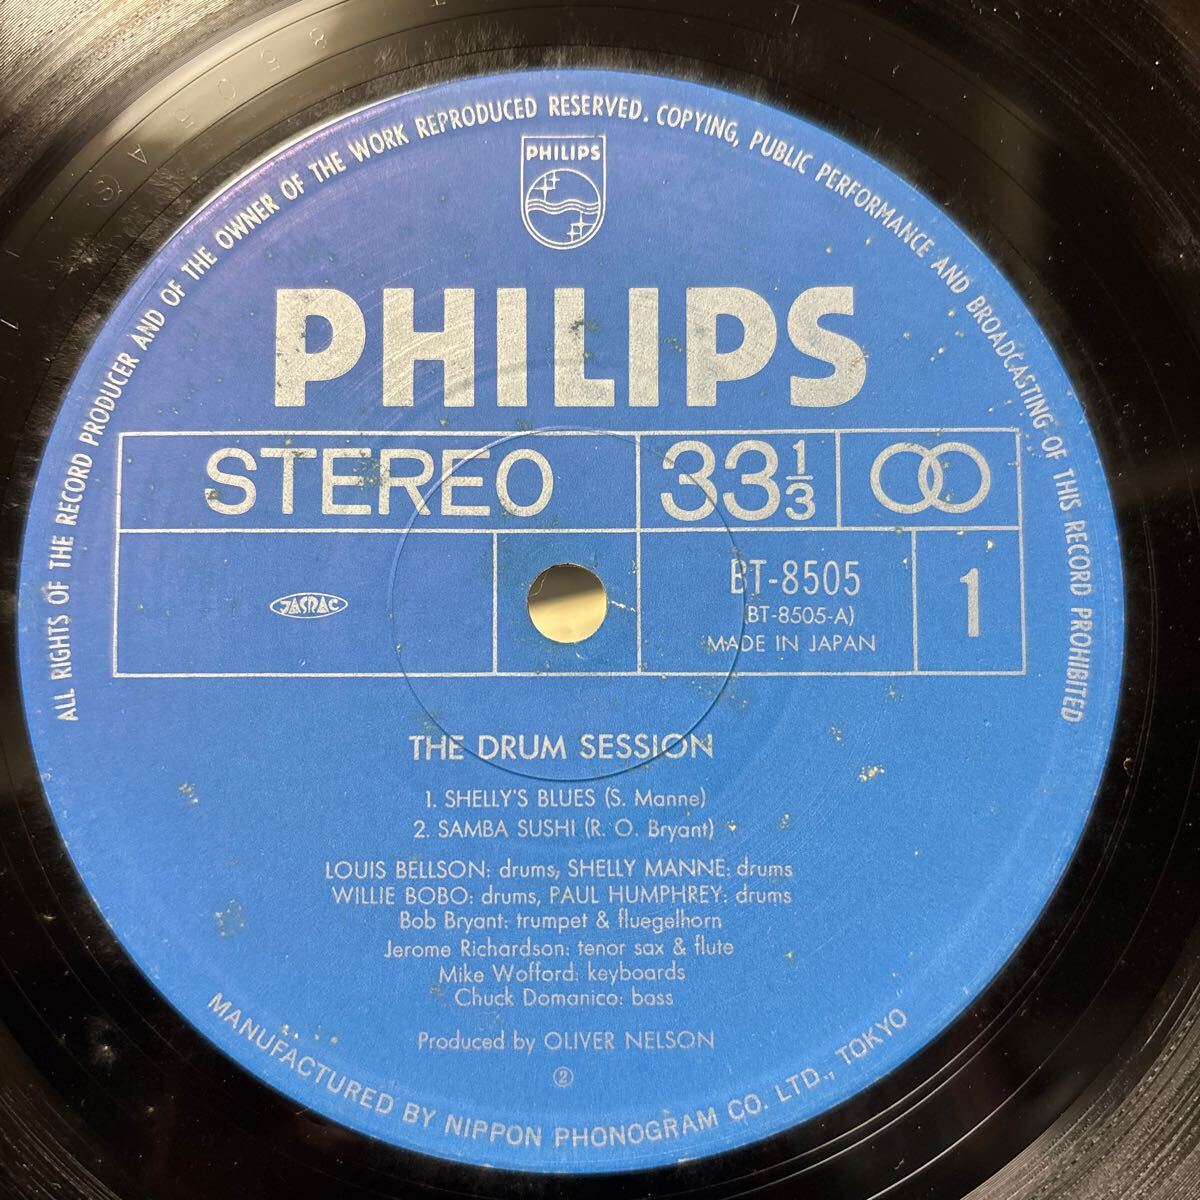 ALL RIGHTS OF THE RECORD PRODUCER AND OF THE OWNER OF THE WORK REPRODUCED RESERVED. COPYING, PUBLIC PERFORMANCE AND BROADCASTING OF THIS RECORD PROHIBITED
PHILIPS
PHILIPS
STEREO
33 1/3
JASRAC
BT-8505
(BT-8505-A)
MADE IN JAPAN
1
THE DRUM SESSION
1. SHELLY'S BLUES (S. Manne)
2. SAMBA SUSHI (R. O. Bryant)
LOUIS BELLSON: drums, SHELLY MANNE: drums
WILLIE BOBO: drums, PAUL HUMPHREY: drums
Bob Bryant: trumpet & fluegelhorn
Jerome Richardson: tenor sax & flute
Mike Wofford: keyboards
Chuck Domanico: bass
Produced by OLIVER NELSON
②
MANUFACTURED BY NIPPON PHONOGRAM CO. LTD., TOKYO